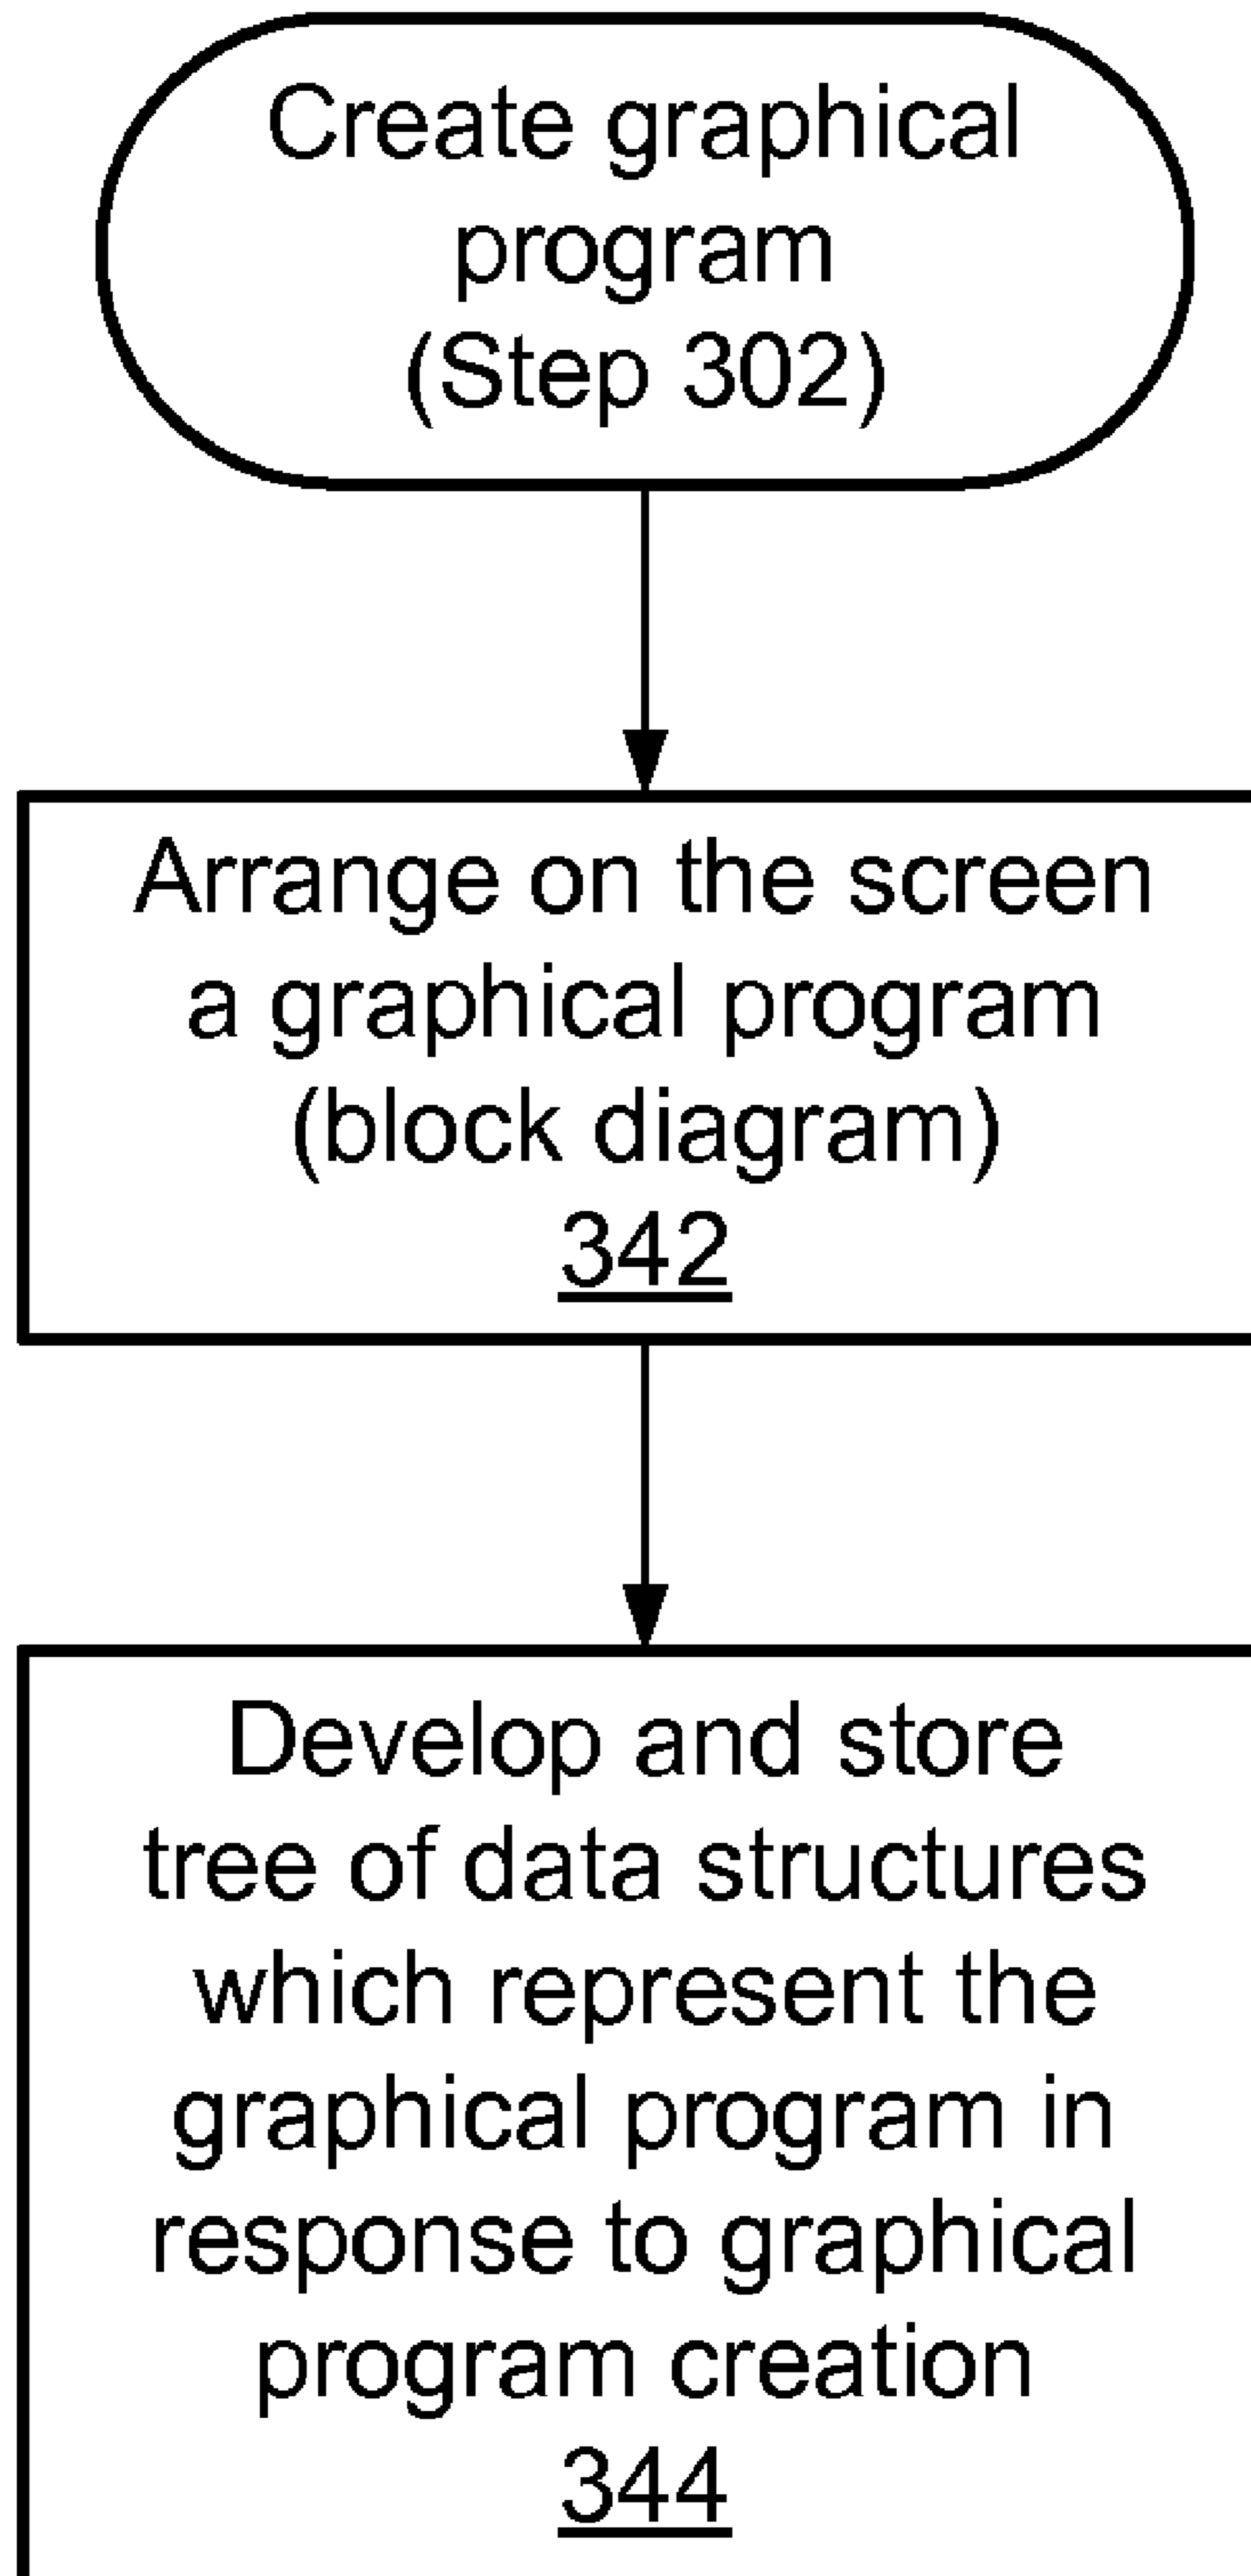 Create graphical
program
(Step 302)
Arrange on the screen
a graphical program
(block diagram)
342
Develop and store
tree of data structures
which represent the
graphical program in
response to graphical
program creation
344